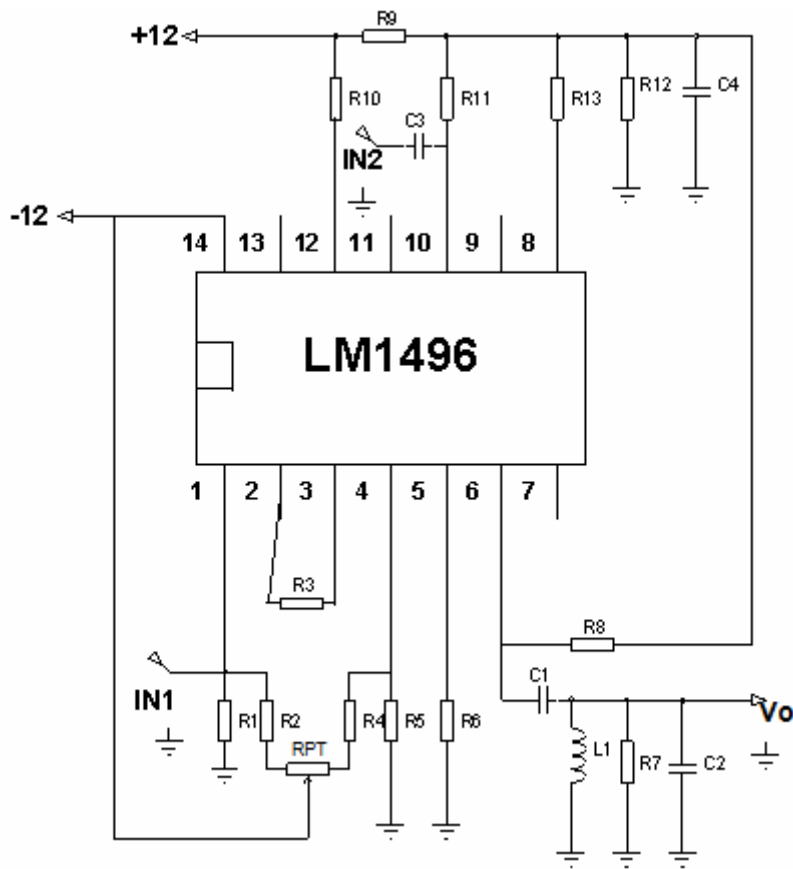 R9
+12
R10
R11
R13
R12
C4
C3
IN2
-12
14 13 12 11 10 9 8
LM1496
1 2 3 4 5 6 7
R3
R8
IN1
C1
Vo
R1 R2 R4 R5 R6
RPT
L1 R7 C2